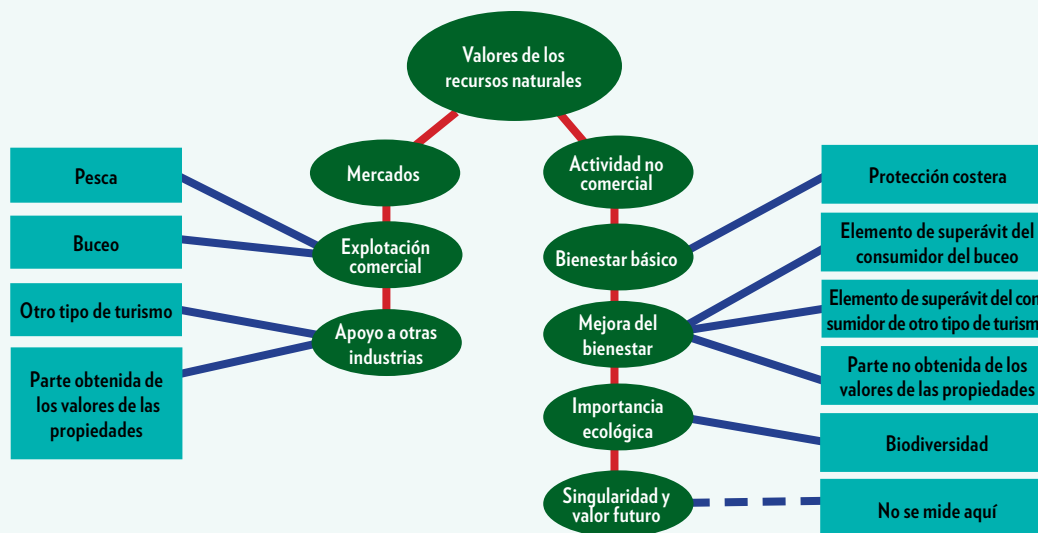 Valores de los
recursos naturales
Mercados
Explotación
comercial
Apoyo a otras
industrias
Pesca
Buceo
Otro tipo de turismo
Parte obtenida de
los valores de las
propiedades
Actividad no
comercial
Bienestar básico
Mejora del
bienestar
Importancia
ecológica
Singularidad y
valor futuro
Protección costera
Elemento de superávit del
consumidor del buceo
Elemento de superávit del con
sumidor de otro tipo de turism
Parte no obtenida de los
valores de las propiedades
Biodiversidad
No se mide aquí